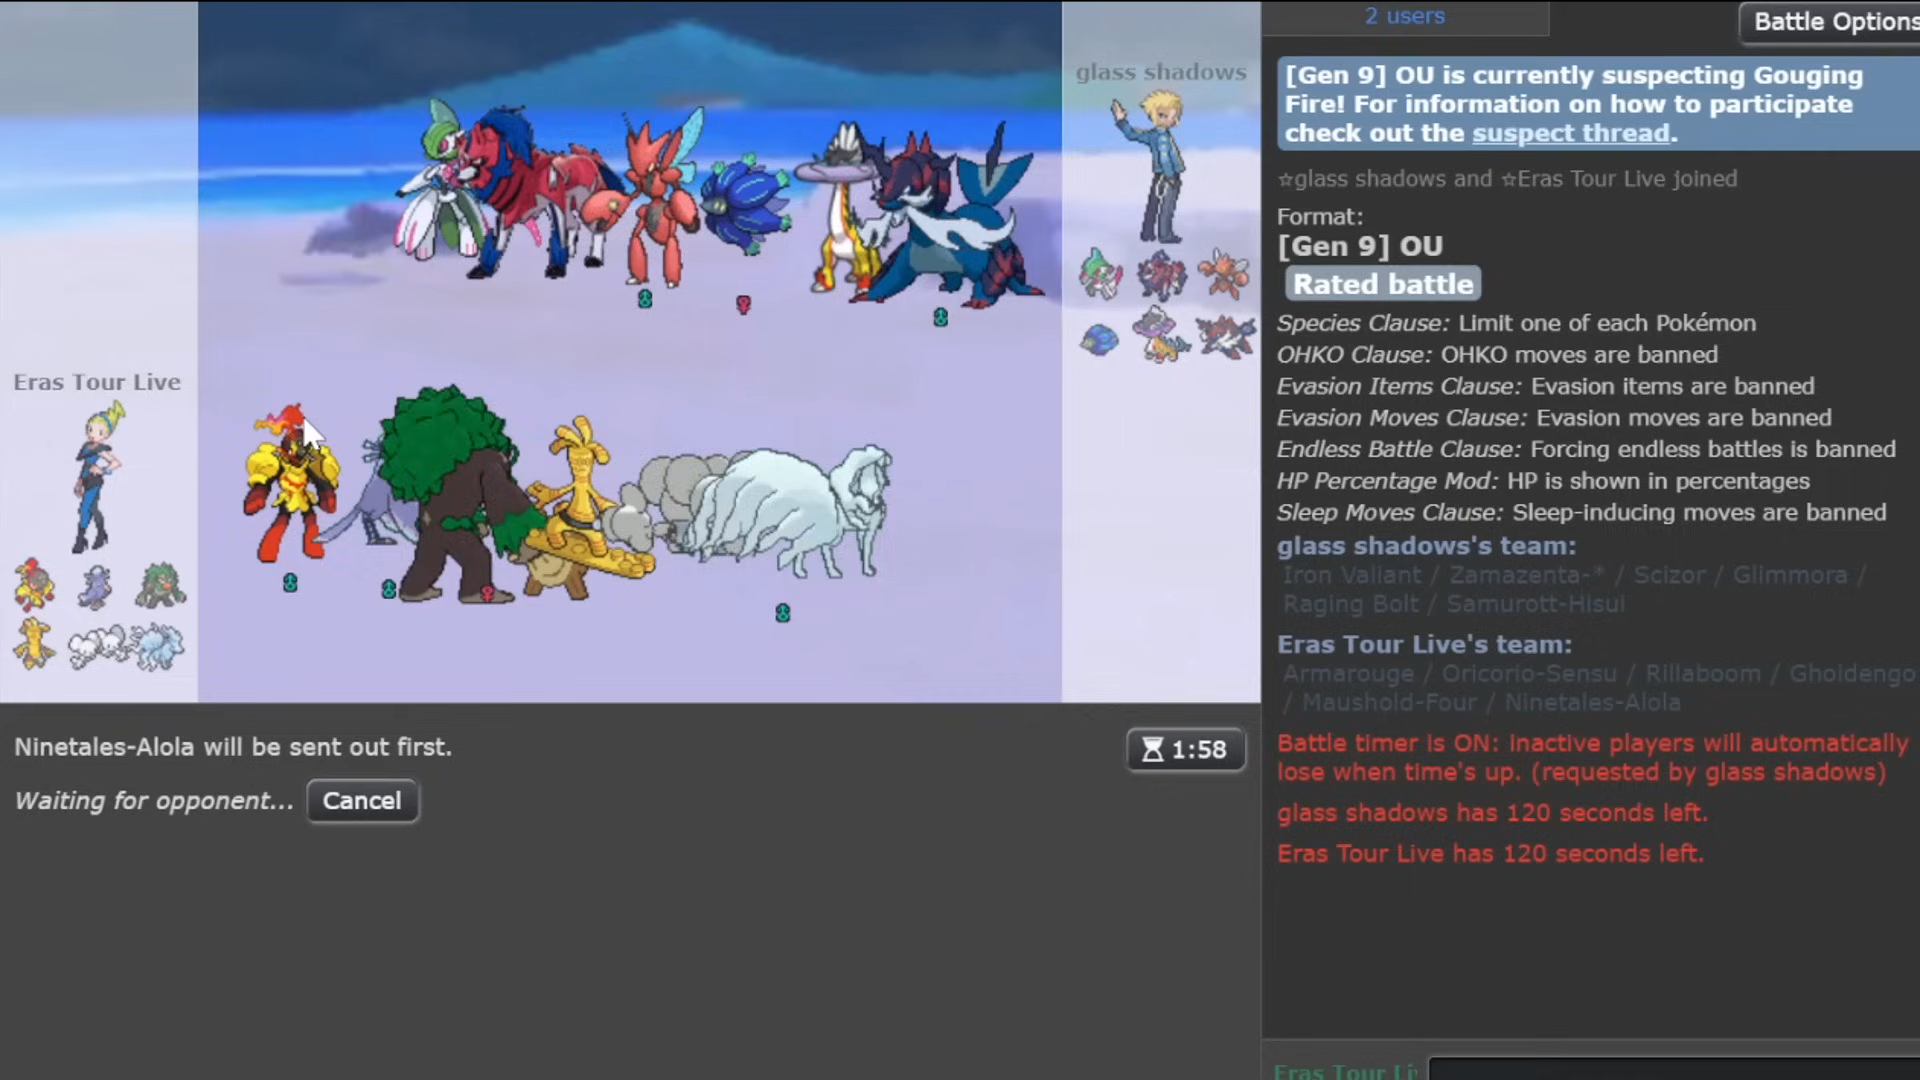 2 users
Battle Options
glass shadows
[Gen 9] OU is currently suspecting Gouging
Fire! For information on how to participate
check out the suspect thread.
☆glass shadows and ☆Eras Tour Live joined
Format:
[Gen 9] OU
Rated battle
Species Clause: Limit one of each Pokémon
OHKO Clause: OHKO moves are banned
Evasion Items Clause: Evasion items are banned
Evasion Moves Clause: Evasion moves are banned
Endless Battle Clause: Forcing endless battles is banned
HP Percentage Mod: HP is shown in percentages
Sleep Moves Clause: Sleep-inducing moves are banned
glass shadows's team:
Iron Valiant / Zamazenta-* / Scizor / Glimmora /
Raging Bolt / Samurott-Hisui
Eras Tour Live's team:
Armarouge / Oricorio-Sensu / Rillaboom / Gholdengo
/ Maushold-Four / Ninetales-Alola
Battle timer is ON: inactive players will automatically
lose when time's up. (requested by glass shadows)
glass shadows has 120 seconds left.
Eras Tour Live has 120 seconds left.
Eras Tour Live
Ninetales-Alola will be sent out first.
1:58
Waiting for opponent...
Cancel
Eras Tour Li